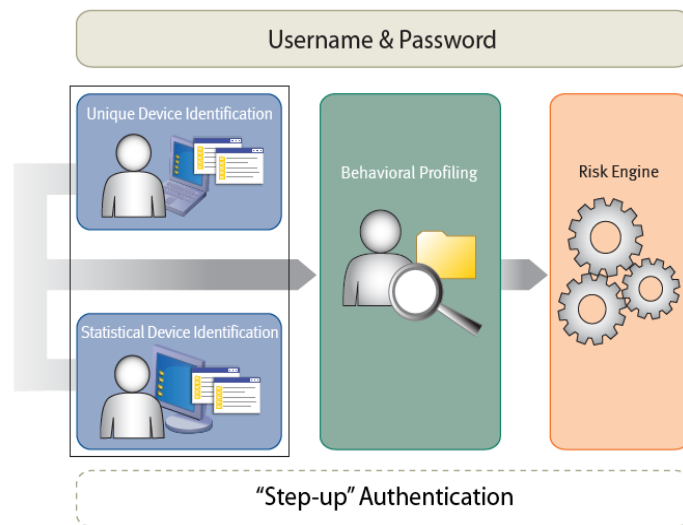 Username & Password
Unique Device Identification
Behavioral Profiling
Risk Engine
Statistical Device Identification
“Step-up” Authentication